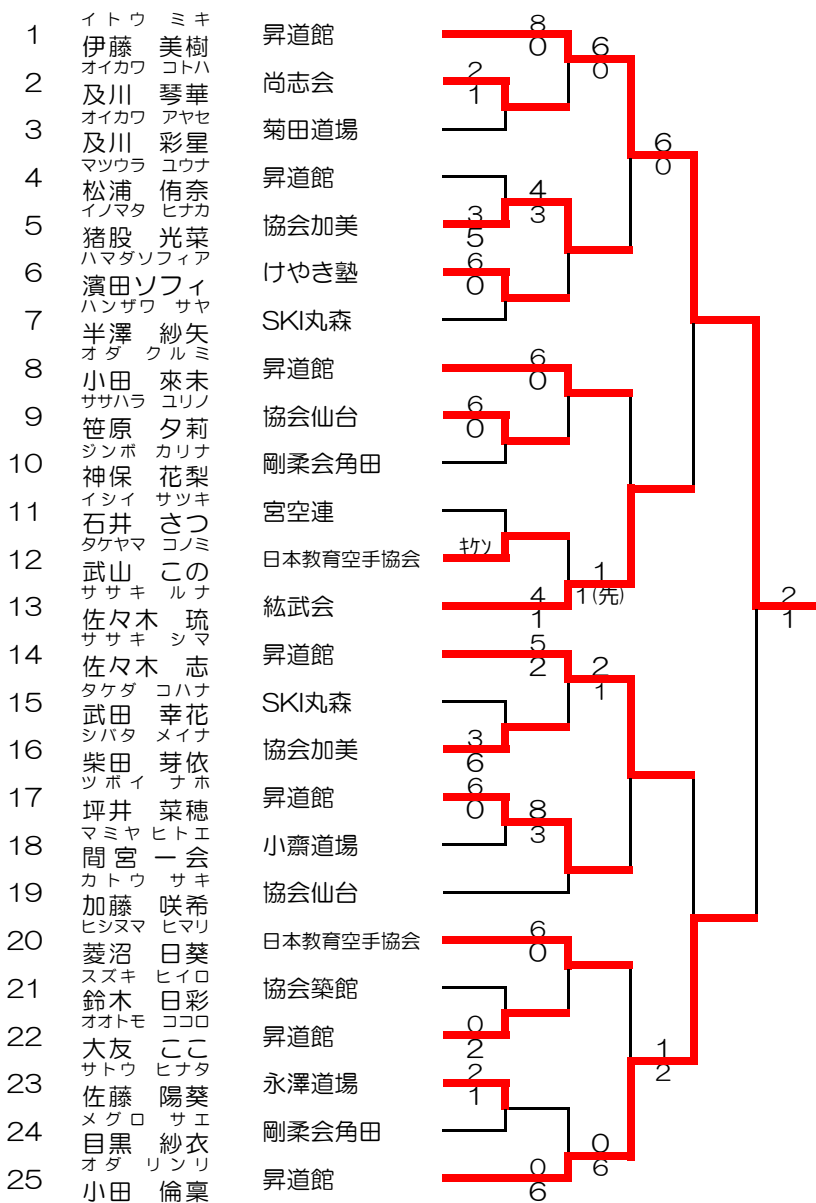 イトウ ミキ
1 伊藤 美樹 昇道館 8 0 6 0
オイカワ コトハ
2 及川 琴華 尚志会 2 1
オイカワ アヤセ
3 及川 彩星 菊田道場 6 0
マツウラ ユウナ
4 松浦 侑奈 昇道館 4 3
イノマタ ヒナカ
5 猪股 光菜 協会加美 3 5
ハマダソフィア
6 濱田ソフィ けやき塾 6 0
ハンザワ サヤ
7 半澤 紗矢 SKI丸森
オダ クルミ
8 小田 來未 昇道館 6 0
ササハラ ユリノ
9 笹原 夕莉 協会仙台 6 0
ジンボ カリナ
10 神保 花梨 剛柔会角田
イシイ サツキ
11 石井 さつ 宮空連
タケヤマ コノミ
12 武山 この 日本教育空手協会 キケン 1 1(先)
ササキ ルナ
13 佐々木 琉 紘武会 4 1 2 1
ササキ シマ
14 佐々木 志 昇道館 5 2 2 1
タケダ コハナ
15 武田 幸花 SKI丸森
シバタ メイナ
16 柴田 芽依 協会加美 3 6
ツボイ ナホ
17 坪井 菜穂 昇道館 6 0 8 3
マミヤ ヒトエ
18 間宮 一会 小齋道場
カトウ サキ
19 加藤 咲希 協会仙台
ヒシヌマ ヒマリ
20 菱沼 日葵 日本教育空手協会 6 0
スズキ ヒイロ
21 鈴木 日彩 協会築館
オオトモ ココロ
22 大友 ここ 昇道館 0 2 1 2
サトウ ヒナタ
23 佐藤 陽葵 永澤道場 2 1
メグロ サエ
24 目黒 紗衣 剛柔会角田 0 6
オダ リンリ
25 小田 倫稟 昇道館 0 6